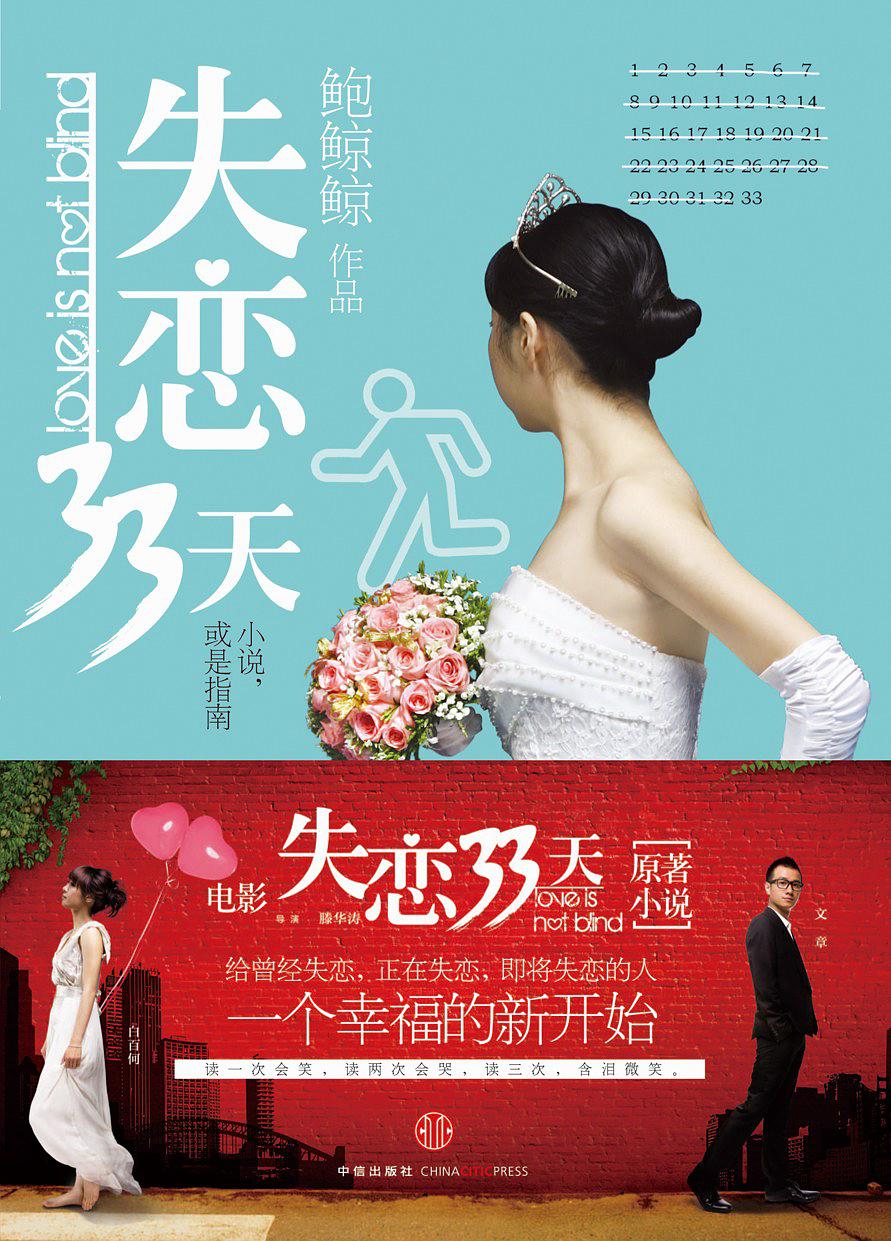 love is not blind
失恋
33天
小说,
或是指南
鲍鲸鲸 作品
1 2 3 4 5 6 7
8 9 10 11 12 13 14
15 16 17 18 19 20 21
22 23 24 25 26 27 28
29 30 31 32 33
电影 失恋33天
导演 滕华涛
love is
not blind
[原著
小说]
给曾经失恋, 正在失恋, 即将失恋的人
一个幸福的新开始
读一次会笑, 读两次会哭, 读三次, 含泪微笑。
白百何
文章
中信出版社 CHINACITICPRESS